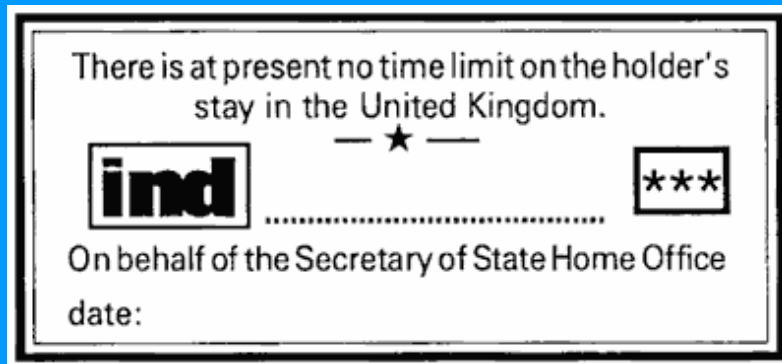 There is at present no time limit on the holder's
stay in the United Kingdom.
ind
***
On behalf of the Secretary of State Home Office
date: